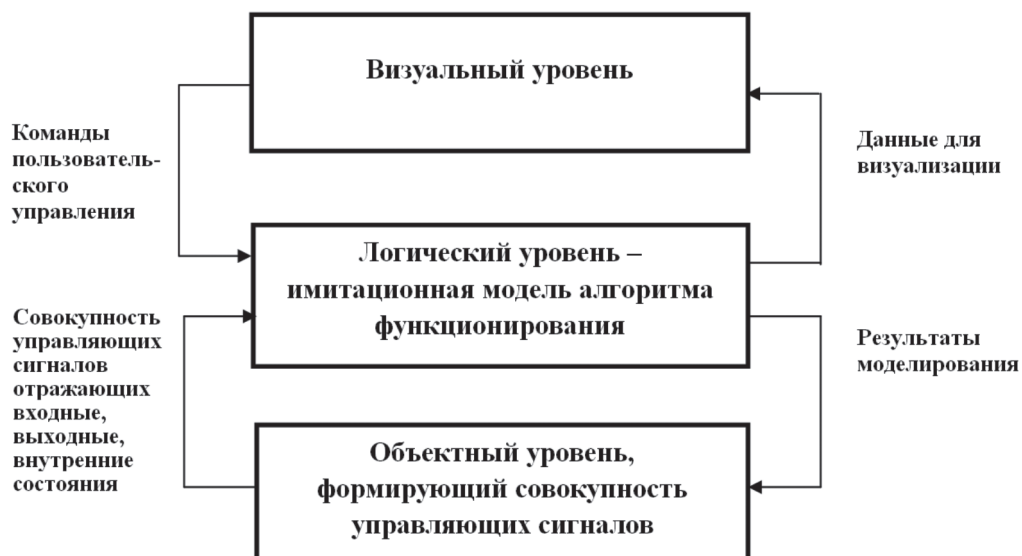 Визуальный уровень
Команды
пользователь-
ского
управления
Данные для
визуализации
Логический уровень –
имитационная модель алгоритма
функционирования
Совокупность
управляющих
сигналов
отражающих
входные,
выходные,
внутренние
состояния
Результаты
моделирования
Объектный уровень,
формирующий совокупность
управляющих сигналов